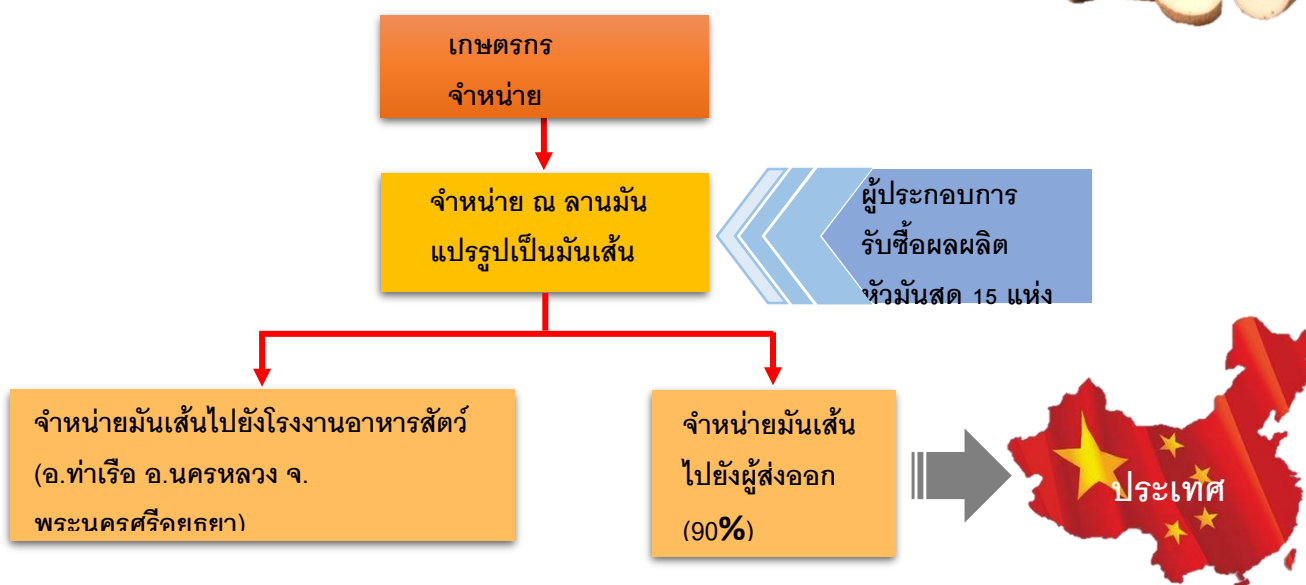 เกษตรกร
จำหน่าย
จำหน่าย ณ ลานมัน
แปรรูปเป็นมันเส้น
ผู้ประกอบการ
รับซื้อผลผลิต
หัวมันสด 15 แห่ง
จำหน่ายมันเส้นไปยังโรงงานอาหารสัตว์
(อ.ท่าเรือ อ.นครหลวง จ.
พระนครศรีอยุธยา)
จำหน่ายมันเส้น
ไปยังผู้ส่งออก
(90%)
ประเทศ